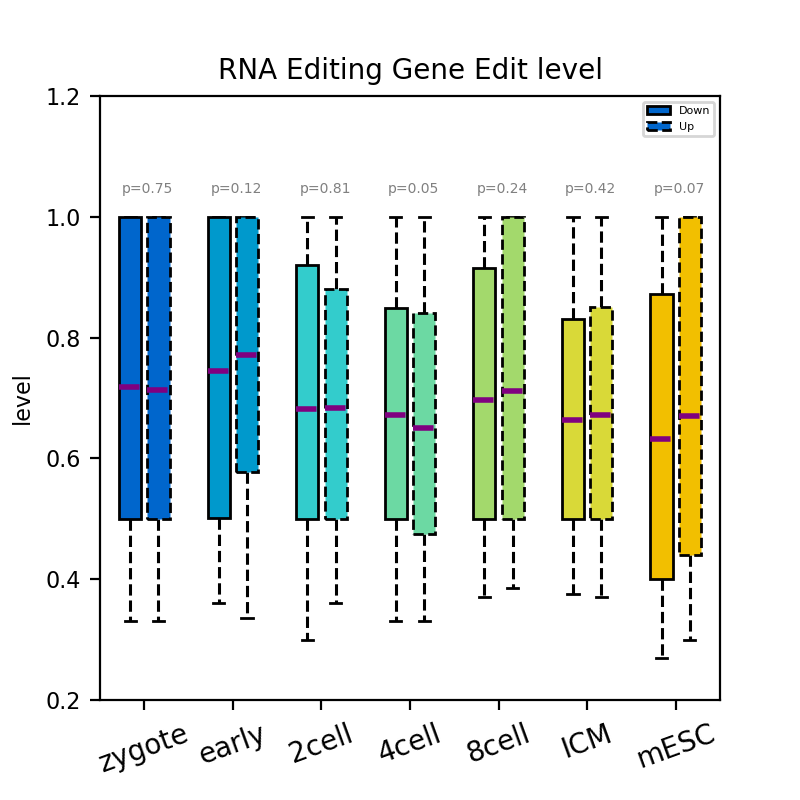 RNA Editing Gene Edit level
1.2
Down
Up
p=0.75 p=0.12 p=0.81 p=0.05 p=0.24 p=0.42 p=0.07
1.0
0.8
level
0.6
0.4
0.2
zygote early 2cell 4cell 8cell ICM mESC